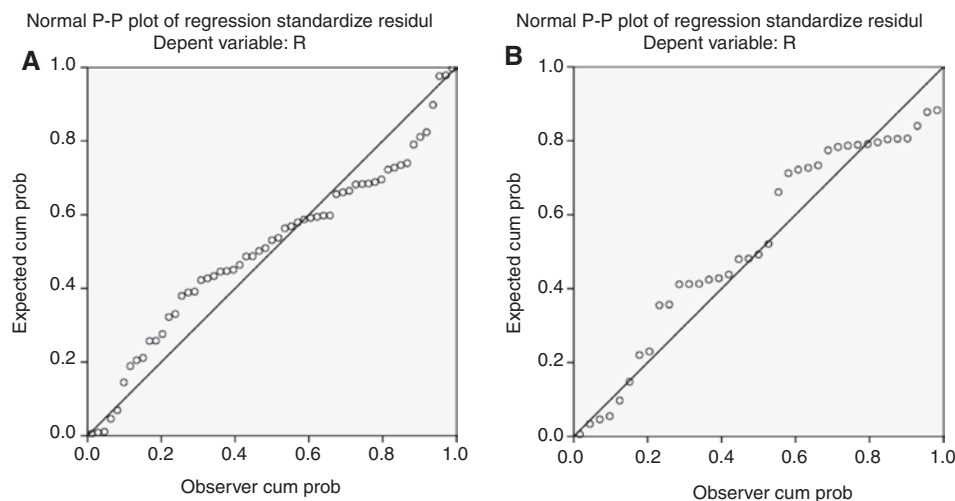 Normal P-P plot of regression standardize residul
Depent variable: R
A
1.0
0.8
0.6
0.4
0.2
0.0
Expected cum prob
0.0 0.2 0.4 0.6 0.8 1.0
Observer cum prob
Normal P-P plot of regression standardize residul
Depent variable: R
B
1.0
0.8
0.6
0.4
0.2
0.0
Expected cum prob
0.0 0.2 0.4 0.6 0.8 1.0
Observer cum prob